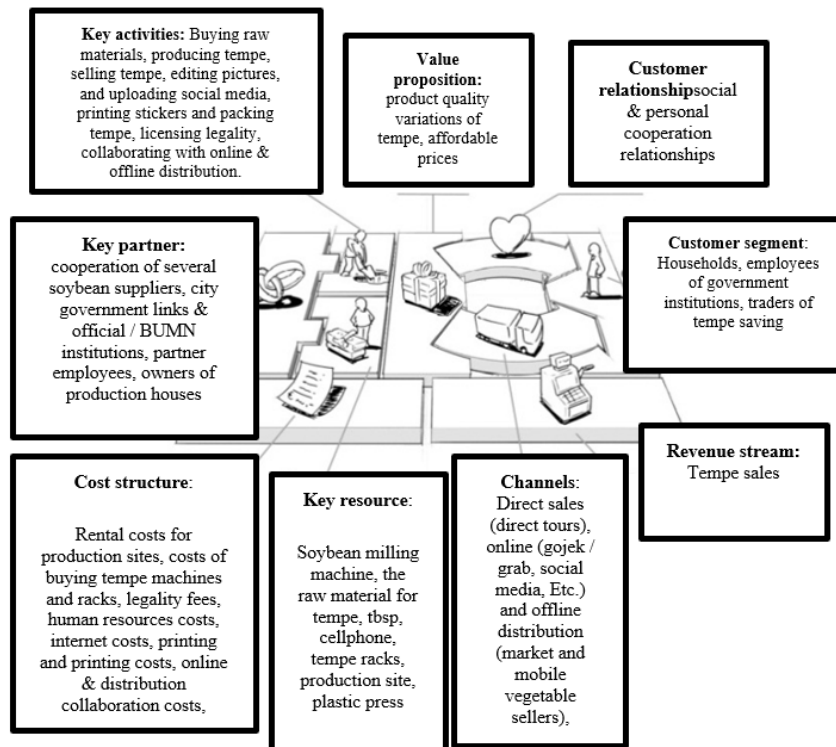 Key activities: Buying raw
materials, producing tempe,
selling tempe, editing pictures,
and uploading social media,
printing stickers and packing
tempe, licensing legality,
collaborating with online &
offline distribution.
Value
proposition:
product quality
variations of
tempe, affordable
prices
Customer
relationshipsocial
& personal
cooperation
relationships
Key partner:
cooperation of several
soybean suppliers, city
government links &
official / BUMN
institutions, partner
employees, owners of
production houses
Customer segment:
Households, employees
of government
institutions, traders of
tempe saving
Cost structure:
Rental costs for
production sites, costs of
buying tempe machines
and racks, legality fees,
human resources costs,
internet costs, printing
and printing costs, online
& distribution
collaboration costs,
Key resource:
Soybean milling
machine, the
raw material for
tempe, tbsp,
cellphone,
tempe racks,
production site,
plastic press
Channels:
Direct sales
(direct tours),
online (gojek /
grab, social
media, Etc.)
and offline
distribution
(market and
mobile
vegetable
sellers),
Revenue stream:
Tempe sales